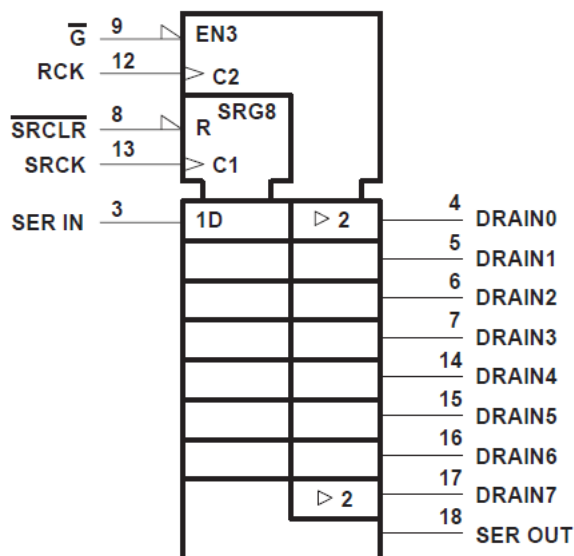 G̅ 9 EN3
RCK 12 C2
S̅R̅C̅L̅R̅ 8 R SRG8
SRCK 13 C1
SER IN 3 1D 2 4 DRAIN0
5 DRAIN1
6 DRAIN2
7 DRAIN3
14 DRAIN4
15 DRAIN5
16 DRAIN6
2 17 DRAIN7
18 SER OUT